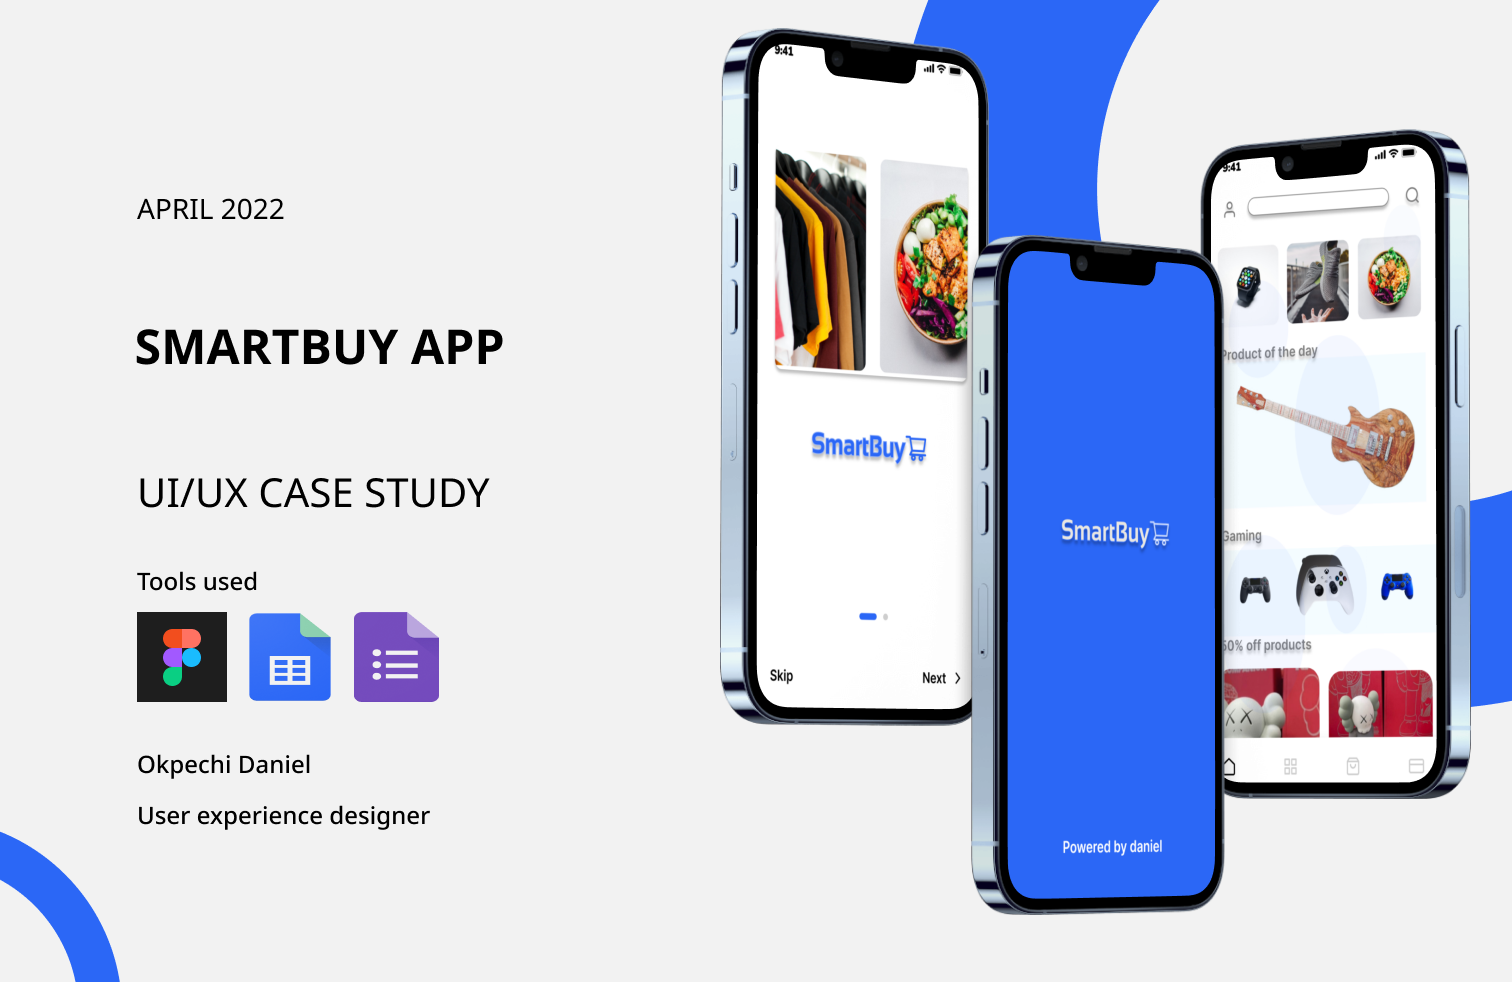 APRIL 2022
SMARTBUY APP
UI/UX CASE STUDY
Tools used
Okpechi Daniel
User experience designer
9:41
SmartBuy
Skip
Next
SmartBuy
Powered by daniel
9:41
Product of the day
Gaming
50% off products